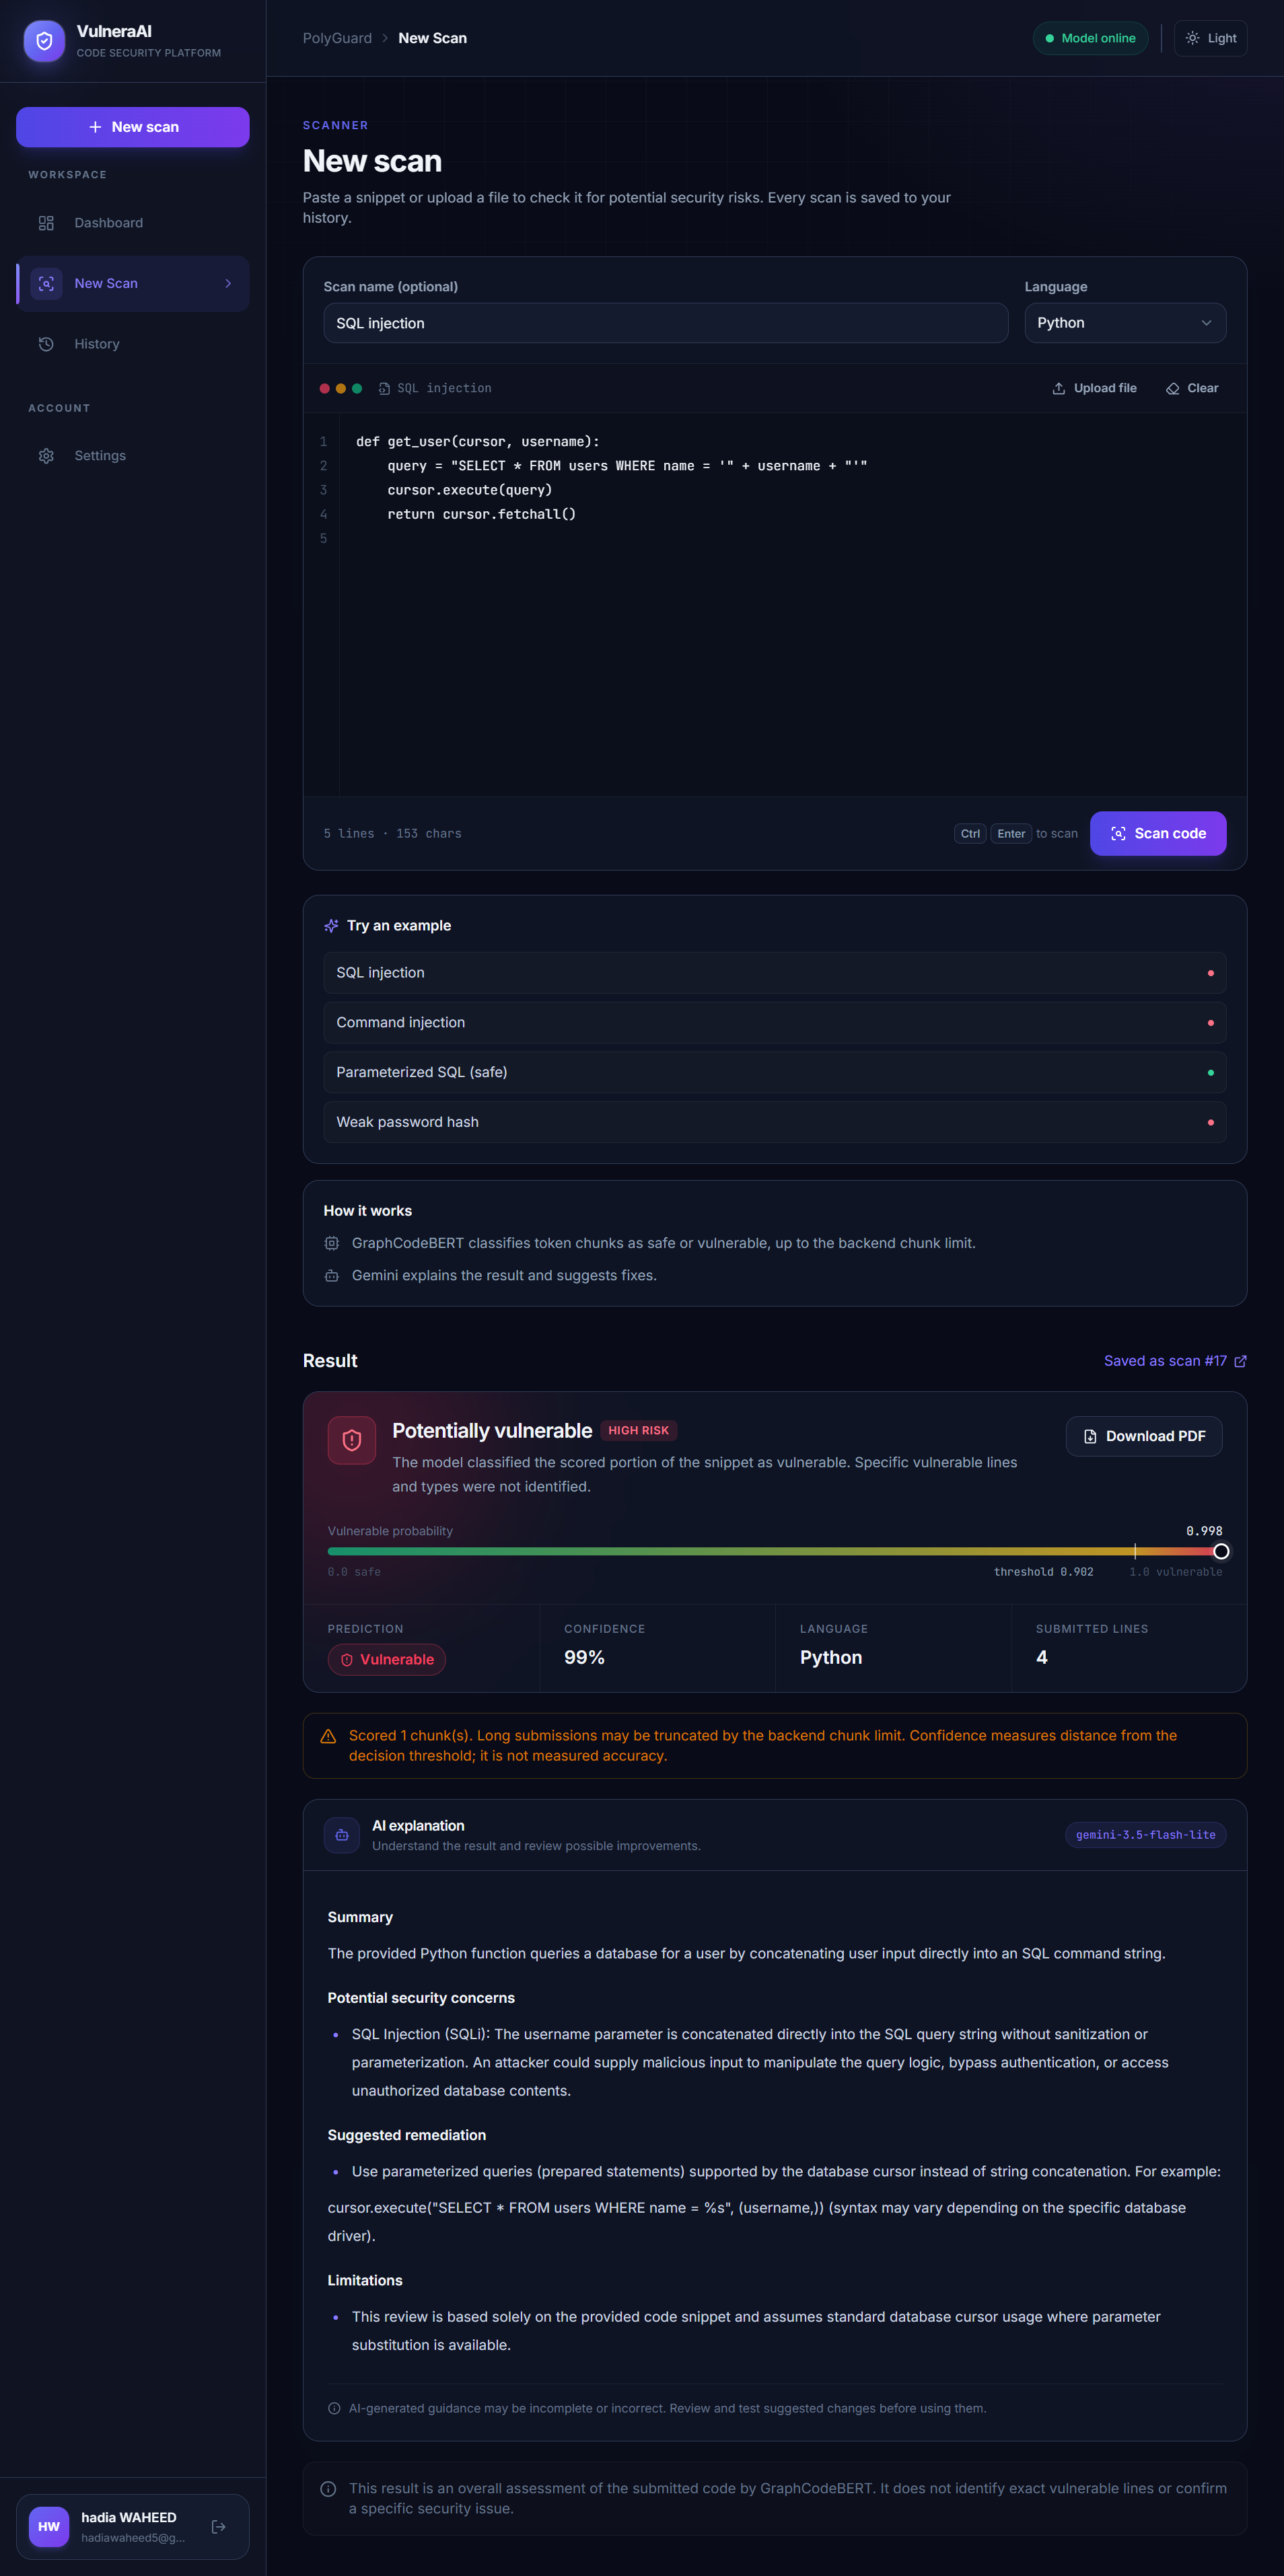 VulneraAI
CODE SECURITY PLATFORM
New scan
WORKSPACE
Dashboard
New Scan
History
ACCOUNT
Settings
PolyGuard > New Scan
Model online
Light
SCANNER
New scan
Paste a snippet or upload a file to check it for potential security risks. Every scan is saved to your
history.
Scan name (optional)
Language
SQL injection
Python
SQL injection
Upload file
Clear
1 def get_user(cursor, username):
2     query = "SELECT * FROM users WHERE name = '" + username + "'"
3     cursor.execute(query)
4     return cursor.fetchall()
5
5 lines · 153 chars
Ctrl Enter to scan
Scan code
Try an example
SQL injection
Command injection
Parameterized SQL (safe)
Weak password hash
How it works
GraphCodeBERT classifies token chunks as safe or vulnerable, up to the backend chunk limit.
Gemini explains the result and suggests fixes.
Result
Saved as scan #17
Potentially vulnerable HIGH RISK
Download PDF
The model classified the scored portion of the snippet as vulnerable. Specific vulnerable lines
and types were not identified.
Vulnerable probability
0.998
0.0 safe
threshold 0.902
1.0 vulnerable
PREDICTION
Vulnerable
CONFIDENCE
99%
LANGUAGE
Python
SUBMITTED LINES
4
Scored 1 chunk(s). Long submissions may be truncated by the backend chunk limit. Confidence measures distance from the
decision threshold; it is not measured accuracy.
AI explanation
Understand the result and review possible improvements.
gemini-3.5-flash-lite
Summary
The provided Python function queries a database for a user by concatenating user input directly into an SQL command string.
Potential security concerns
• SQL Injection (SQLi): The username parameter is concatenated directly into the SQL query string without sanitization or
parameterization. An attacker could supply malicious input to manipulate the query logic, bypass authentication, or access
unauthorized database contents.
Suggested remediation
• Use parameterized queries (prepared statements) supported by the database cursor instead of string concatenation. For example:
cursor.execute("SELECT * FROM users WHERE name = %s", (username,)) (syntax may vary depending on the specific database
driver).
Limitations
• This review is based solely on the provided code snippet and assumes standard database cursor usage where parameter
substitution is available.
AI-generated guidance may be incomplete or incorrect. Review and test suggested changes before using them.
This result is an overall assessment of the submitted code by GraphCodeBERT. It does not identify exact vulnerable lines or confirm
a specific security issue.
HW
hadia WAHEED
hadiawaheed5@g...